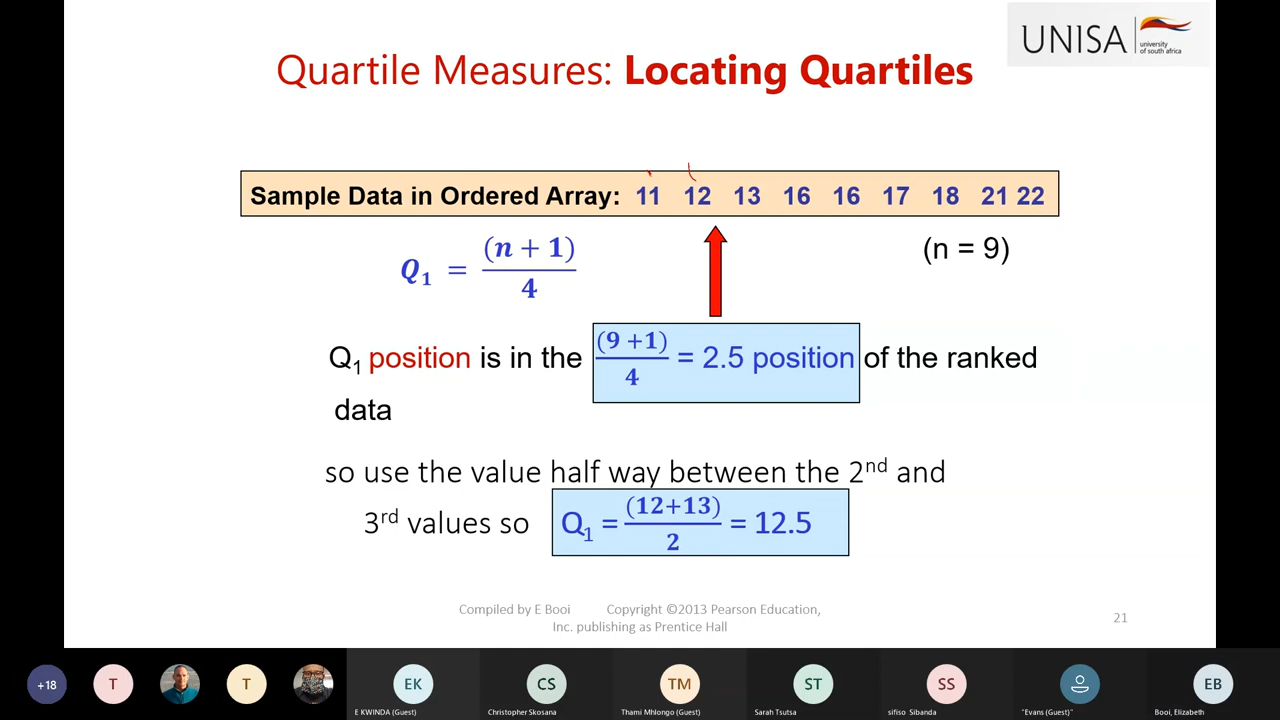 UNISA
university
of south africa
Quartile Measures: Locating Quartiles
Sample Data in Ordered Array: 11 12 13 16 16 17 18 21 22
Q1 = (n + 1)
4
(n = 9)
Q1 position is in the (9 +1)
4 = 2.5 position of the ranked
data
so use the value half way between the 2nd and
3rd values so Q1 = (12+13)
2 = 12.5
Compiled by E Booi Copyright ©2013 Pearson Education,
Inc. publishing as Prentice Hall
21
+18 T T EK CS TM ST SS EB
E KWINDA (Guest) Christopher Skosana Thami Mhlongo (Guest) Sarah Tsutsa sifiso Sibanda "Evans (Guest)" Booi, Elizabeth